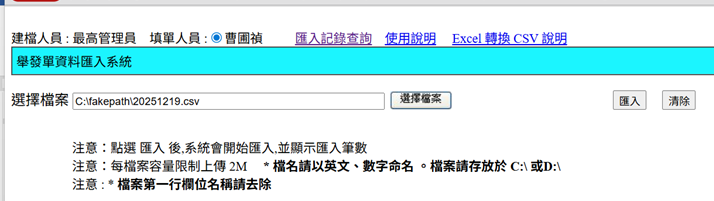 建檔人員 : 最高管理員 填單人員 : 曹圃禎 匯入記錄查詢 使用說明 Excel 轉換 CSV 說明
舉發單資料匯入系統
選擇檔案 C:\fakepath\20251219.csv 選擇檔案 匯入 清除
注意：點選 匯入 後,系統會開始匯入,並顯示匯入筆數
注意：每檔案容量限制上傳 2M * 檔名請以英文、數字命名 。檔案請存放於 C:\ 或D:\
注意 : * 檔案第一行欄位名稱請去除